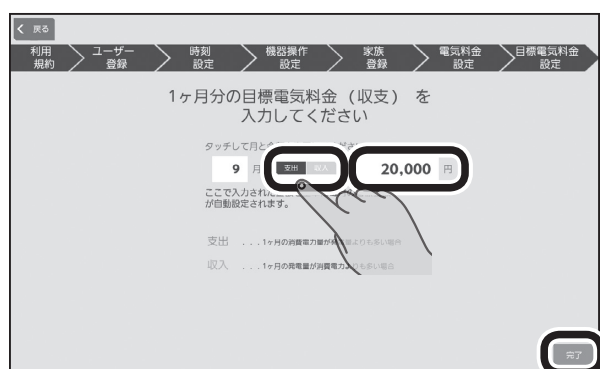 戻る
利用規約
ユーザー登録
時刻設定
機器操作設定
家族登録
電気料金設定
目標電気料金設定
1ヶ月分の目標電気料金（収支） を
入力してください
タッチして月と
9 月 支出 収入 20,000 円
ここで入力された
が自動設定されます。
支出 ...1ヶ月の消費電力量が よりも多い場合
収入 ...1ヶ月の発電量が消費電力 よりも多い場合
完了